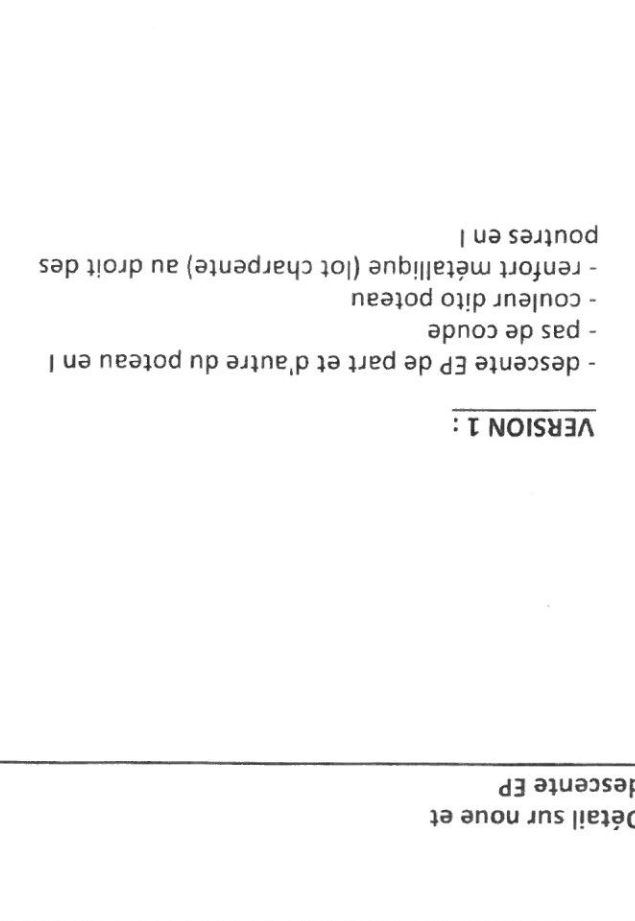 Détail sur noue et
descente EP
VERSION 1 :
- descente EP de part et d'autre du poteau en I
- pas de coude
- couleur dito poteau
- renfort métallique (lot charpente) au droit des
poutres en I